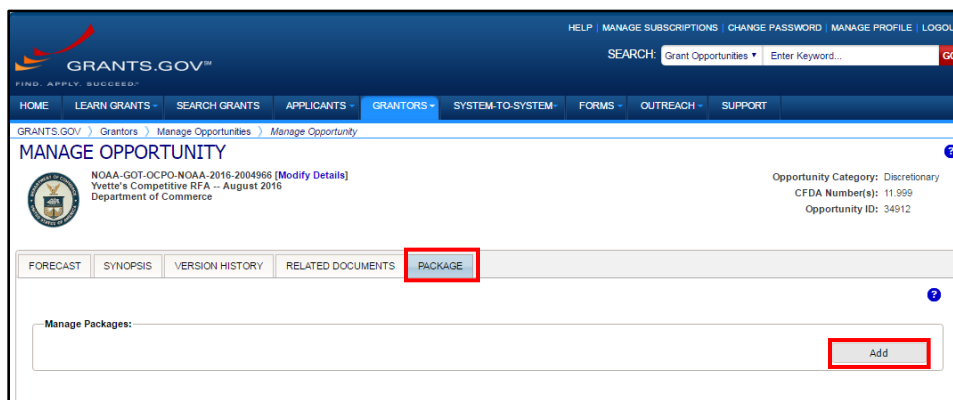 HELP | MANAGE SUBSCRIPTIONS | CHANGE PASSWORD | MANAGE PROFILE | LOGOU
SEARCH: Grant Opportunities ▼ Enter Keyword... GO
GRANTS.GOV℠
FIND. APPLY. SUCCEED.℠
HOME LEARN GRANTS SEARCH GRANTS APPLICANTS GRANTORS SYSTEM-TO-SYSTEM FORMS OUTREACH SUPPORT
GRANTS.GOV 〉 Grantors 〉 Manage Opportunities 〉 Manage Opportunity
MANAGE OPPORTUNITY
?
NOAA-GOT-OCPO-NOAA-2016-2004966 [Modify Details]
Yvette's Competitive RFA -- August 2016
Department of Commerce
Opportunity Category: Discretionary
CFDA Number(s): 11.999
Opportunity ID: 34912
FORECAST SYNOPSIS VERSION HISTORY RELATED DOCUMENTS PACKAGE
?
Manage Packages:
Add